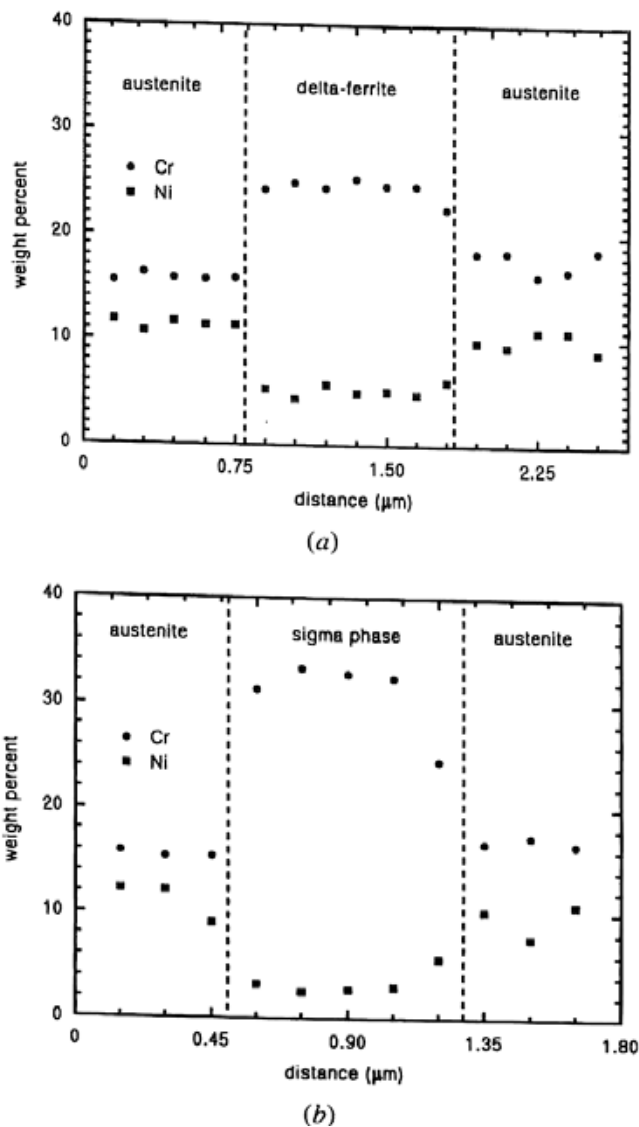 40
austenite
delta-ferrite
austenite
30
● Cr
■ Ni
20
10
0
0
0.75
1.50
2.25
weight percent
distance (μm)
(a)
40
austenite
sigma phase
austenite
30
● Cr
■ Ni
20
10
0
0
0.45
0.90
1.35
1.80
weight percent
distance (μm)
(b)